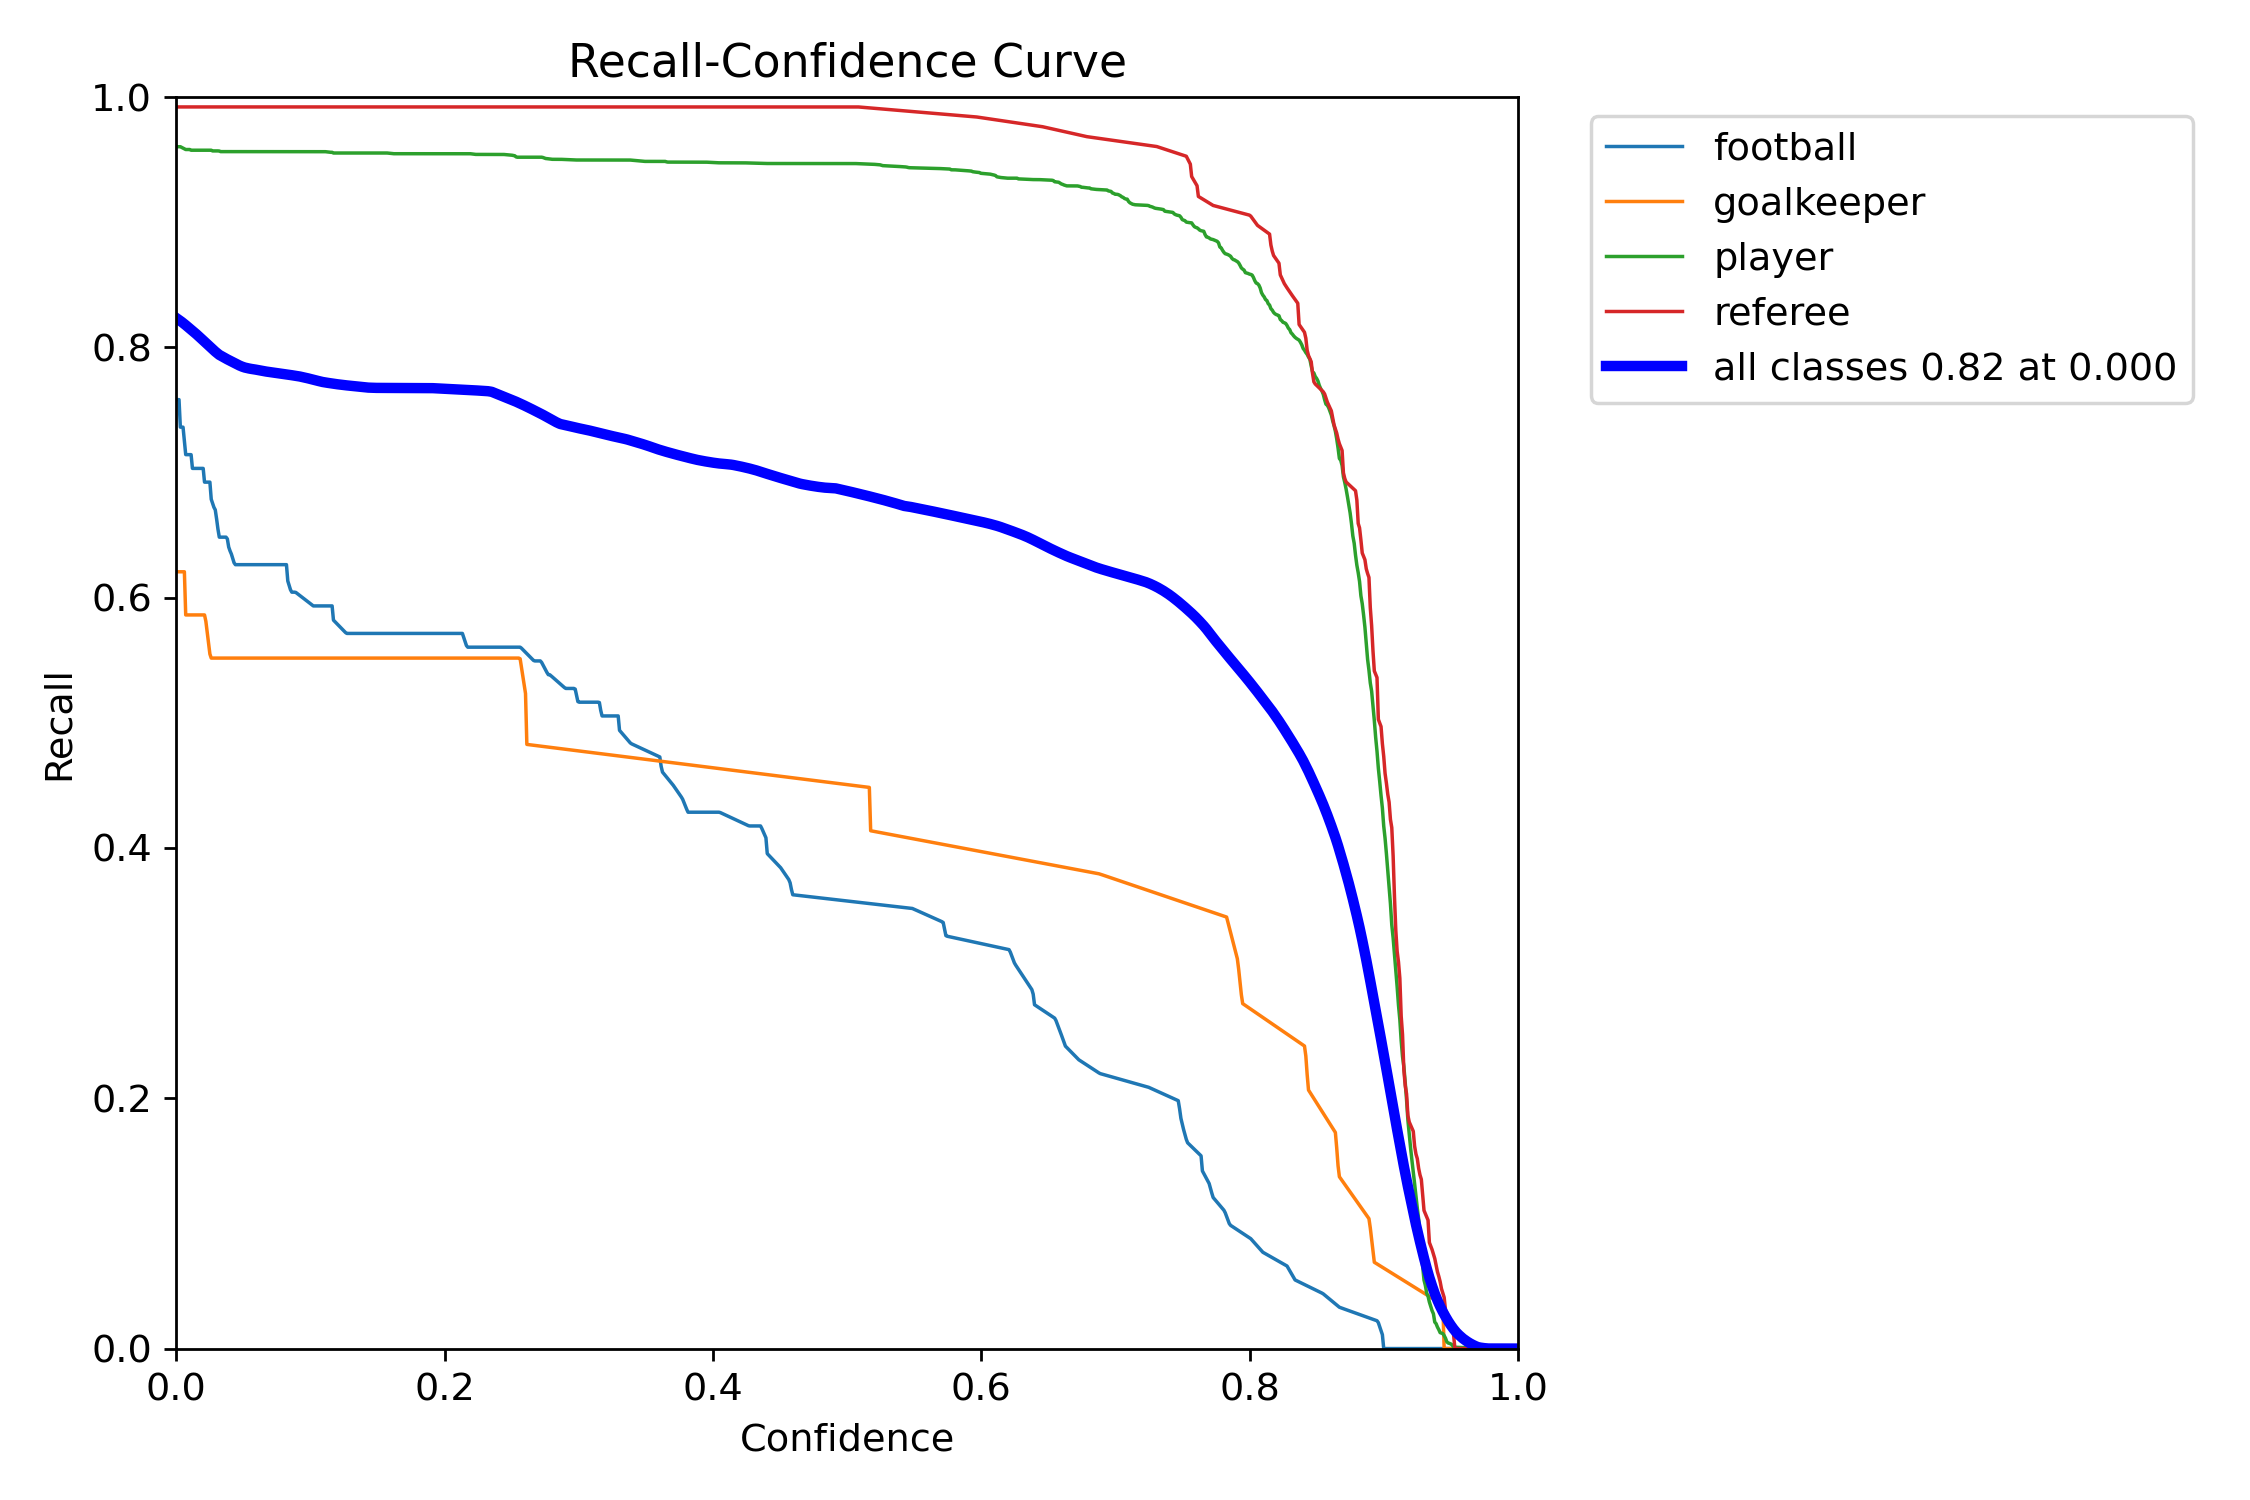 Recall-Confidence Curve
1.0
0.8
0.6
0.4
0.2
0.0
Recall
0.0 0.2 0.4 0.6 0.8 1.0
Confidence
football
goalkeeper
player
referee
all classes 0.82 at 0.000